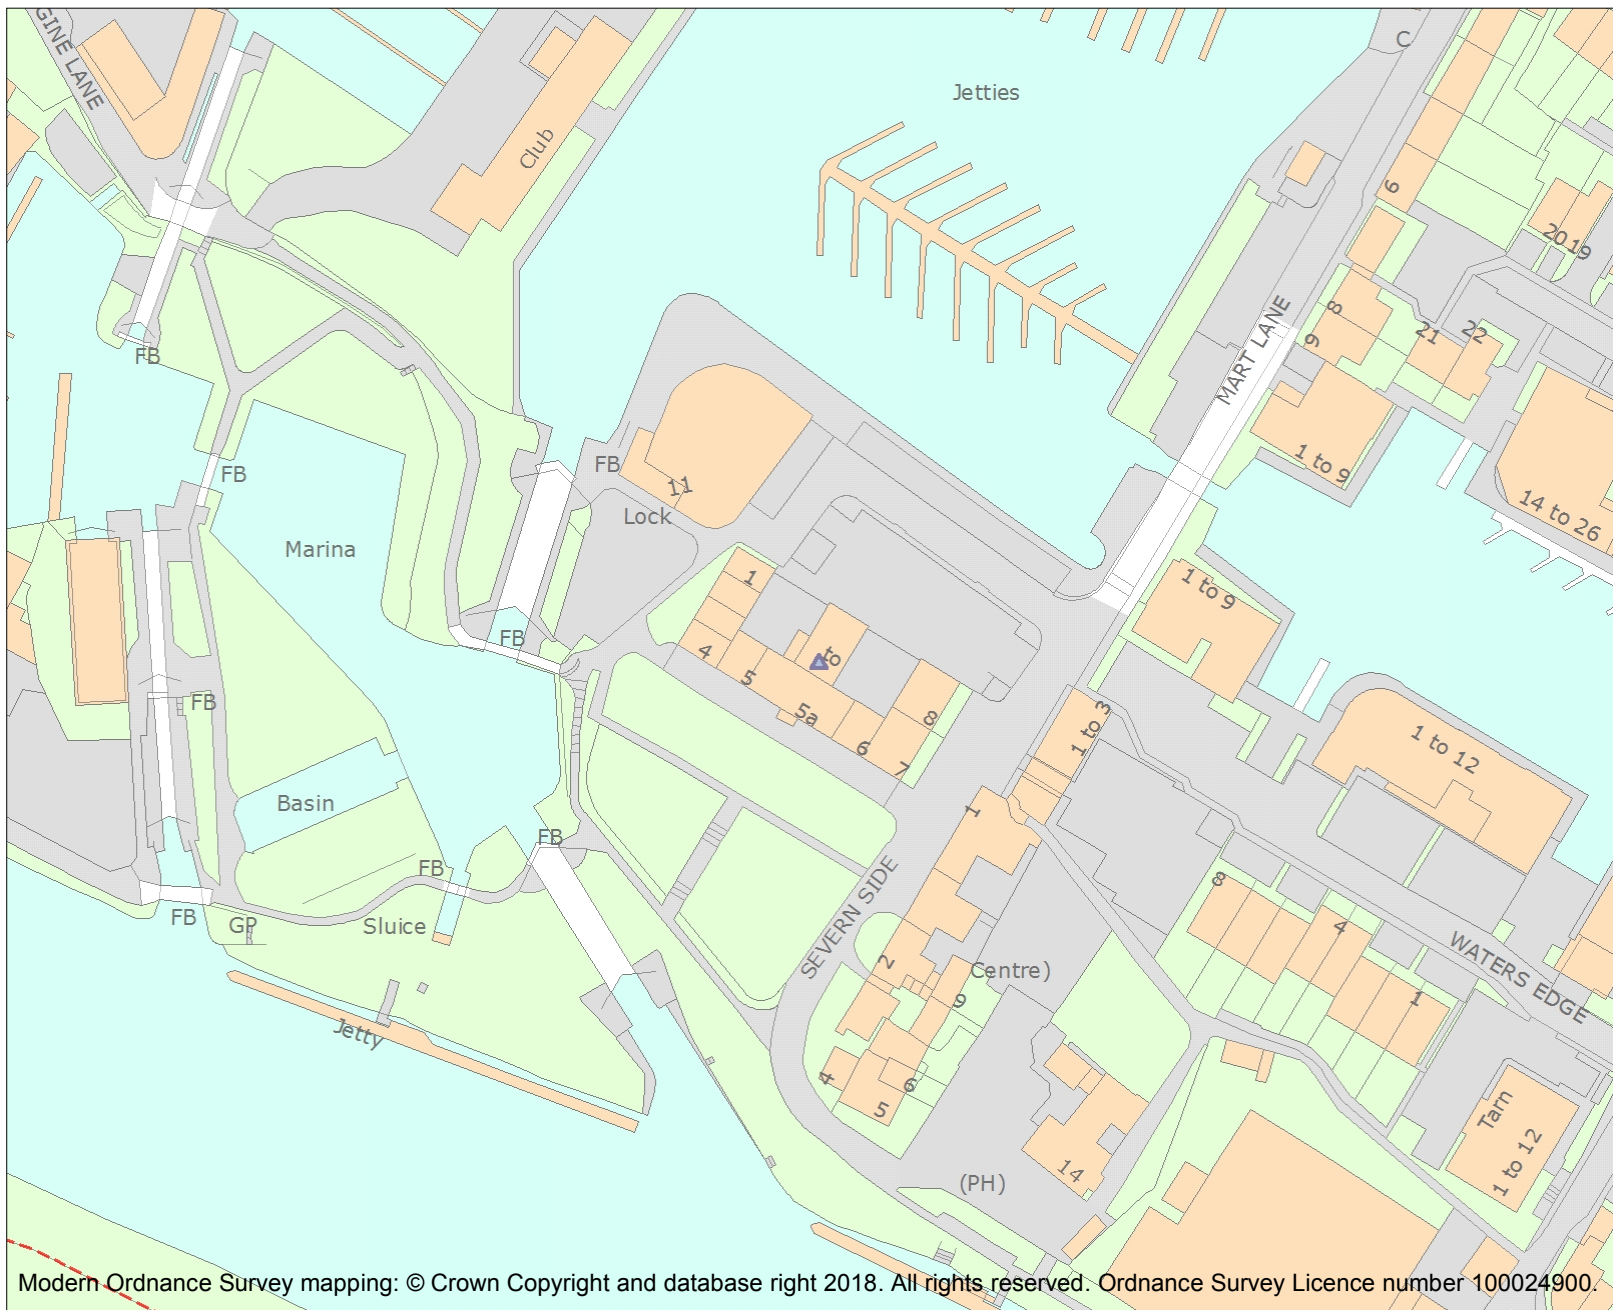 GINE LANE
C
Jetties
Club
6
2019
MART LANE
8
9
21
22
FB
FB
FB
11
Lock
1 to 9
14 to 26
Marina
1
1 to 9
FB
4
5
to
5a
6
7
8
1 to 3
1 to 12
FB
Basin
1
FB
FB
FB
GP
Sluice
SEVERN SIDE
8
4
1
WATERS EDGE
2
Centre)
9
Jetty
4
6
5
14
(PH)
Tarn
1 to 12
Modern Ordnance Survey mapping: © Crown Copyright and database right 2018. All rights reserved. Ordnance Survey Licence number 100024900.